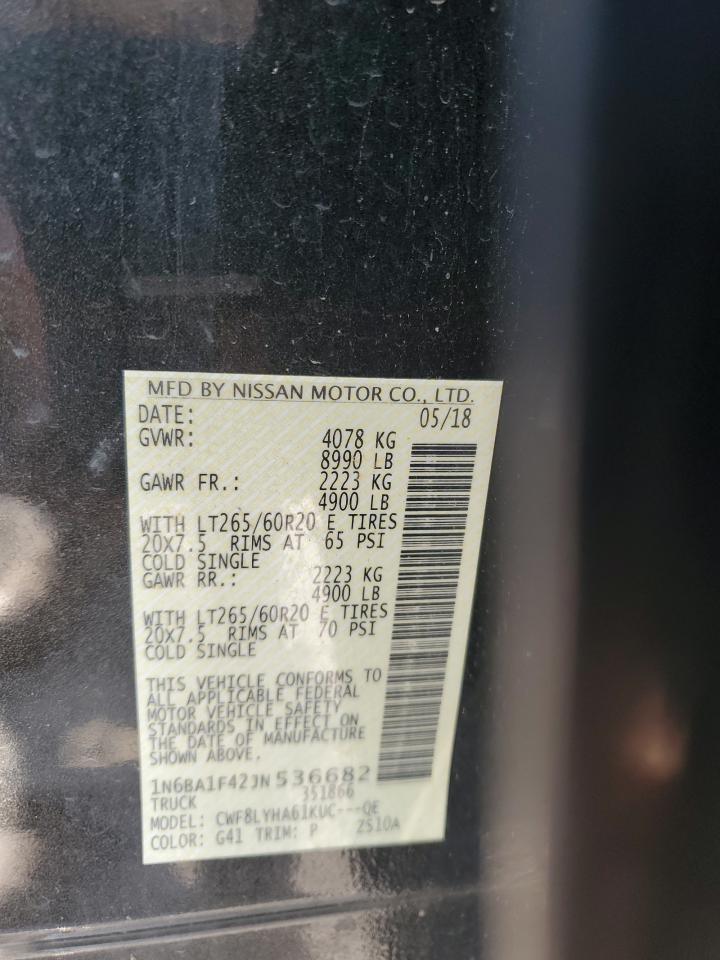 MFD BY NISSAN MOTOR CO., LTD.
DATE: 05/18
GVWR: 4078 KG
8990 LB
GAWR FR.: 2223 KG
4900 LB
WITH LT265/60R20 E TIRES
20X7.5 RIMS AT 65 PSI
COLD SINGLE
GAWR RR.: 2223 KG
4900 LB
WITH LT265/60R20 E TIRES
20X7.5 RIMS AT 70 PSI
COLD SINGLE
THIS VEHICLE CONFORMS TO
ALL APPLICABLE FEDERAL
MOTOR VEHICLE SAFETY
STANDARDS IN EFFECT ON
THE DATE OF MANUFACTURE
SHOWN ABOVE.
1N6BA1F42JN536682
TRUCK 351866
MODEL: CWF8LYHA61KUC---QE
COLOR: G41 TRIM: P ZS10A